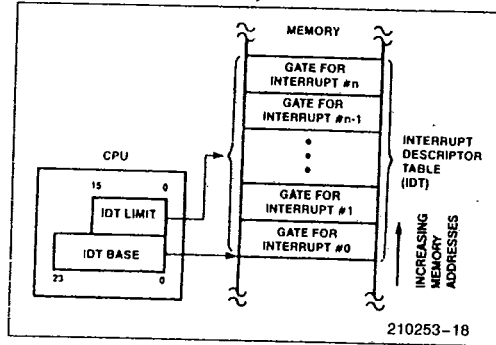 MEMORY
GATE FOR
INTERRUPT #n
GATE FOR
INTERRUPT #n-1
CPU
15 0
IDT LIMIT
IDT BASE
23 0
GATE FOR
INTERRUPT #1
GATE FOR
INTERRUPT #0
INTERRUPT
DESCRIPTOR
TABLE
(IDT)
INCREASING
MEMORY
ADDRESSES
210253-18